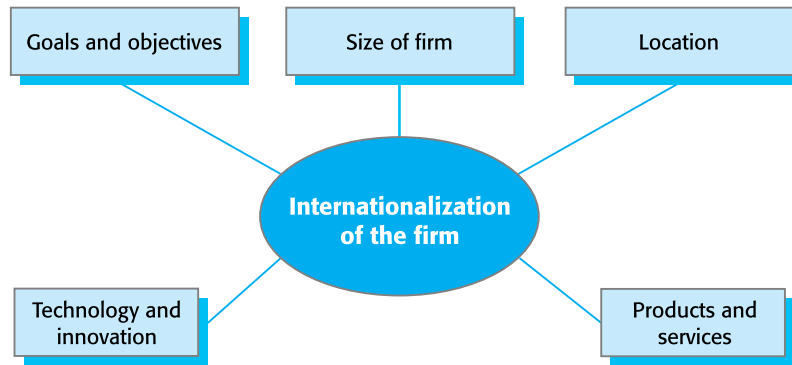 Goals and objectives
Size of firm
Location
Internationalization
of the firm
Technology and
innovation
Products and
services